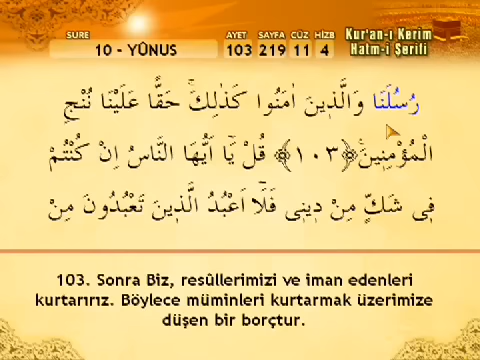 SURE AYET SAYFA CÜZ HİZB Kur'an-ı Kerim
10 - YÛNUS 103 219 11 4 Hatm-i Şerifi
رُسُلَنَا وَالَّذ۪ينَ اٰمَنُوا كَذٰلِكَۚ حَقًّا عَلَيْنَا نُنْجِ
الْمُؤْمِن۪ينَ۟ ﴿١٠٣﴾ قُلْ يَٓا اَيُّهَا النَّاسُ اِنْ كُنْتُمْ
ف۪ي شَكٍّ مِنْ د۪ين۪ي فَلَٓا اَعْبُدُ الَّذ۪ينَ تَعْبُدُونَ مِنْ
103. Sonra Biz, resûllerimizi ve iman edenleri
kurtarırız. Böylece müminleri kurtarmak üzerimize
düşen bir borçtur.